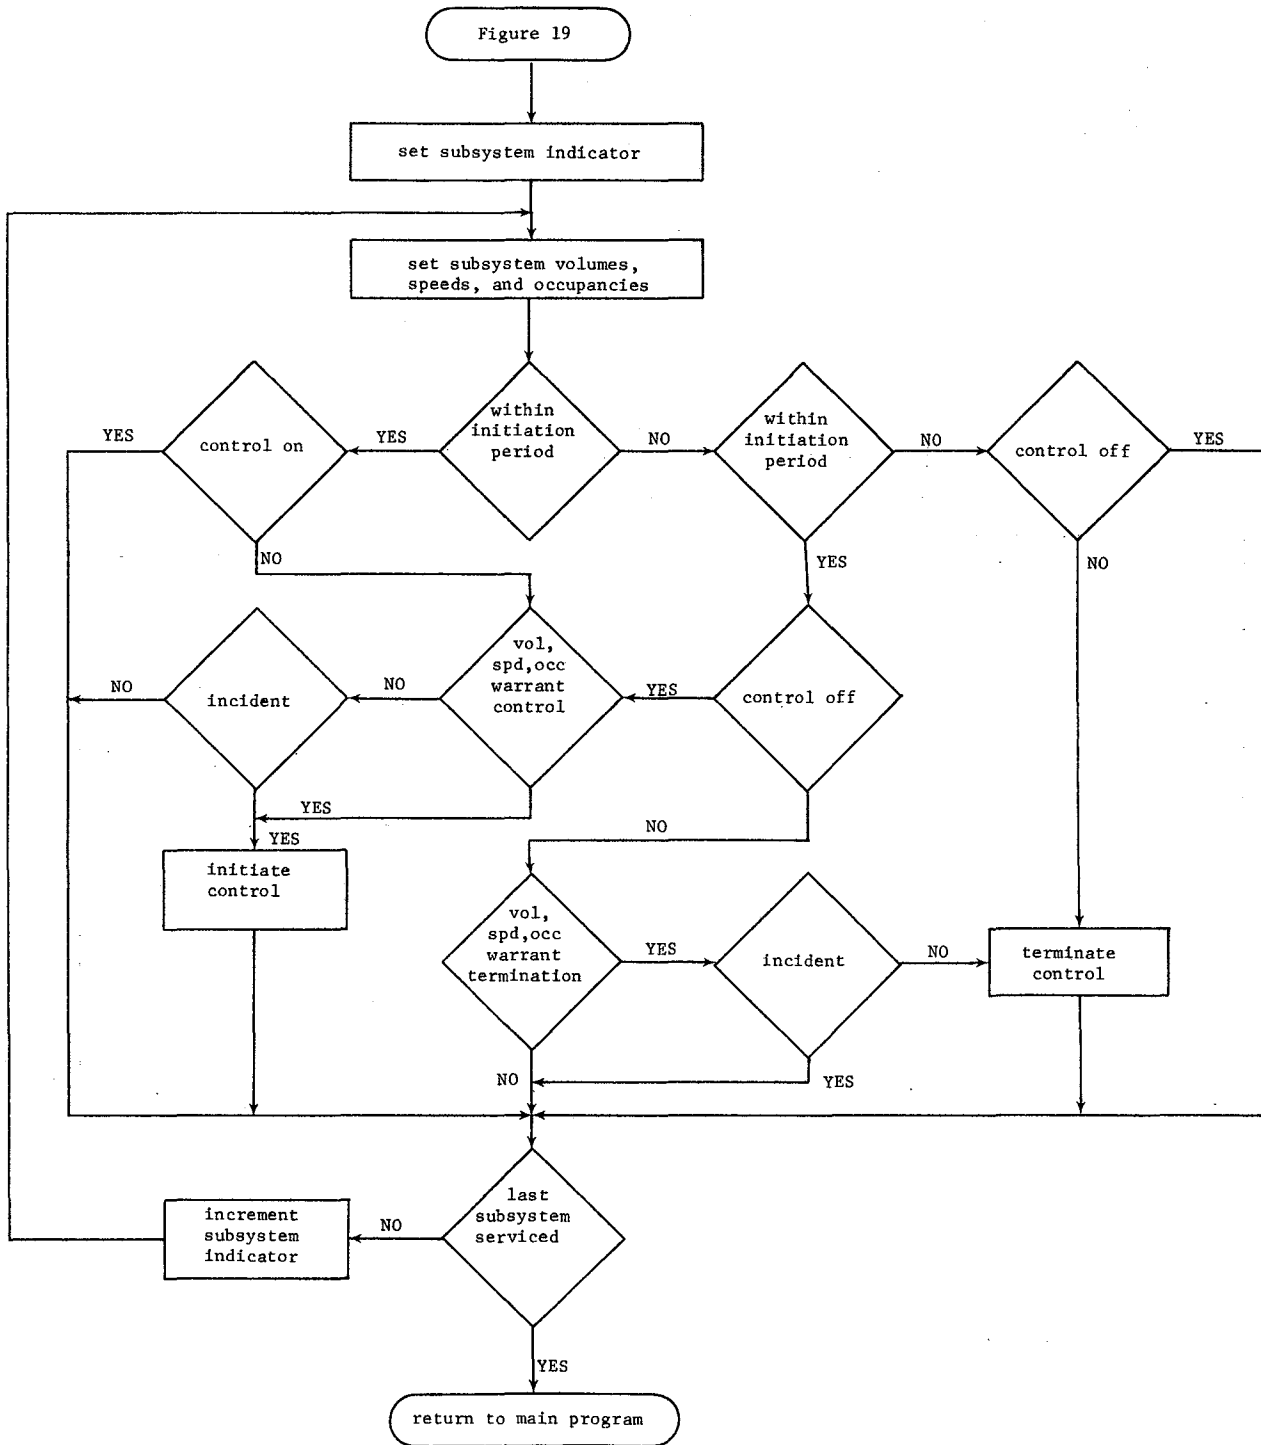 Figure 19
set subsystem indicator
set subsystem volumes,
speeds, and occupancies
YES
control on
YES
within
initiation
period
NO
within
initiation
period
NO
control off
YES
NO
YES
NO
NO
incident
NO
vol,
spd,occ
warrant
control
YES
control off
YES
YES
NO
initiate
control
vol,
spd,occ
warrant
termination
YES
incident
NO
terminate
control
NO
YES
last
subsystem
serviced
NO
increment
subsystem
indicator
YES
return to main program